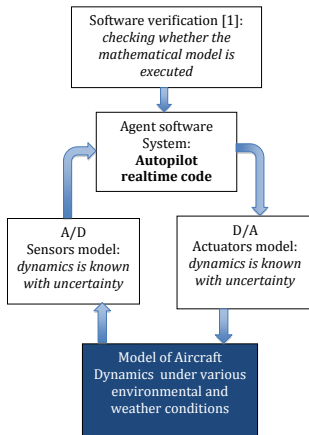 Software verification [1]:
checking whether the
mathematical model is
executed
Agent software
System:
Autopilot
realtime code
A/D
Sensors model:
dynamics is known
with uncertainty
D/A
Actuators model:
dynamics is known
with uncertainty
Model of Aircraft
Dynamics under various
environmental and
weather conditions